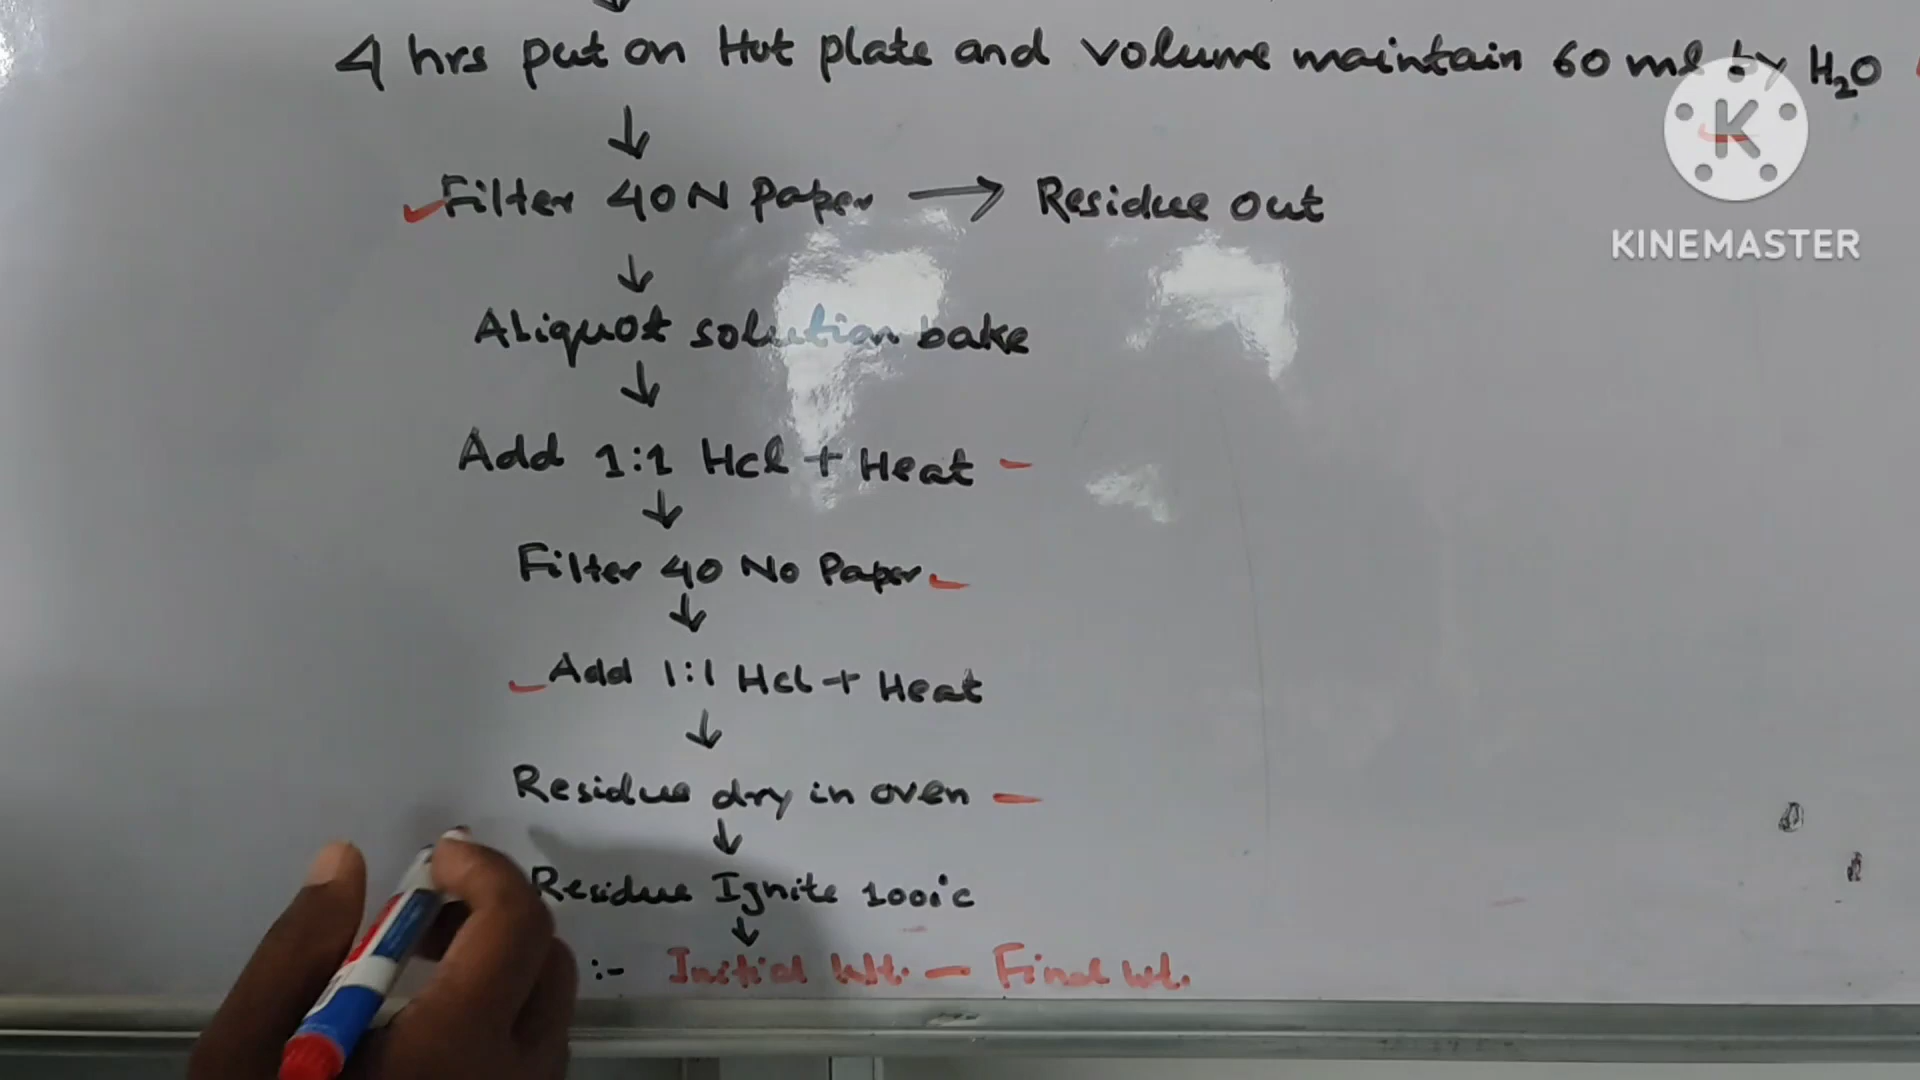 4 hrs put on Hot plate and volume maintain 60 ml by H₂O
Filter 40 N Paper → Residue out
Aliquot solution bake
Add 1:1 Hcl + Heat
Filter 40 No Paper
Add 1:1 Hcl + Heat
Residue dry in oven
Residue Ignite 100i°c
:- Initial Wt. - Final Wt.
K
KINEMASTER